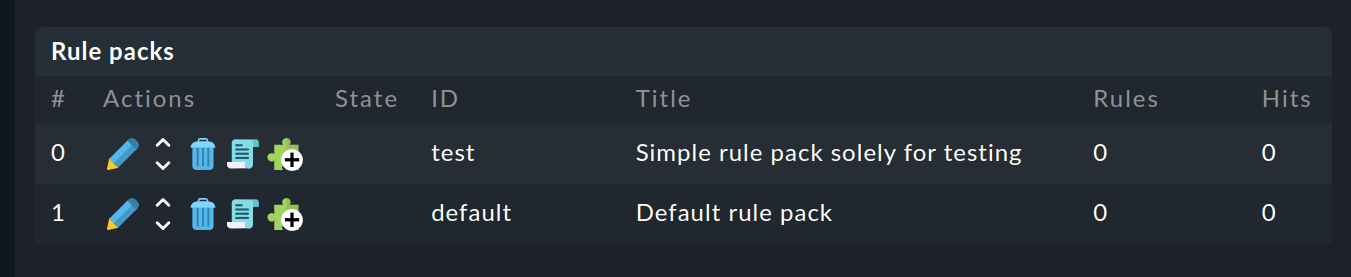 Rule packs
# Actions State ID Title Rules Hits
0 test Simple rule pack solely for testing 0 0
1 default Default rule pack 0 0